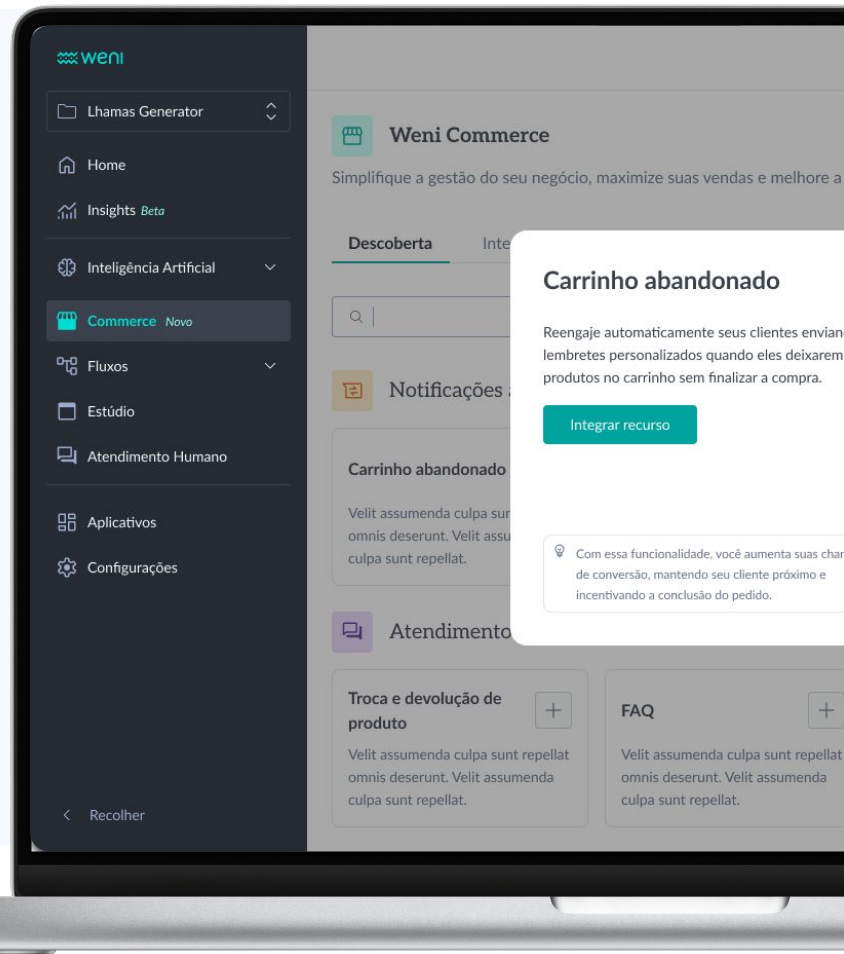 weni
Lhamas Generator
Home
Insights Beta
Inteligência Artificial
Commerce Novo
Fluxos
Estúdio
Atendimento Humano
Aplicativos
Configurações
Recolher
Weni Commerce
Simplifique a gestão do seu negócio, maximize suas vendas e melhore a
Descoberta
Notificações
Carrinho abandonado
Velit assumenda culpa
omnis deserunt. Velit
culpa sunt repellat.
Atendimento
Troca e devolução de
produto
Velit assumenda culpa sunt repellat
omnis deserunt. Velit assumenda
culpa sunt repellat.
FAQ
Velit assumenda culpa sunt repellat
omnis deserunt. Velit assumenda
culpa sunt repellat.
Carrinho abandonado
Reengaje automaticamente seus clientes
lembretes personalizados quando eles deixarem
produtos no carrinho sem finalizar a compra.
Integrar recurso
Com essa funcionalidade, você aumenta suas
de conversão, mantendo seu cliente próximo e
incentivando a conclusão do pedido.